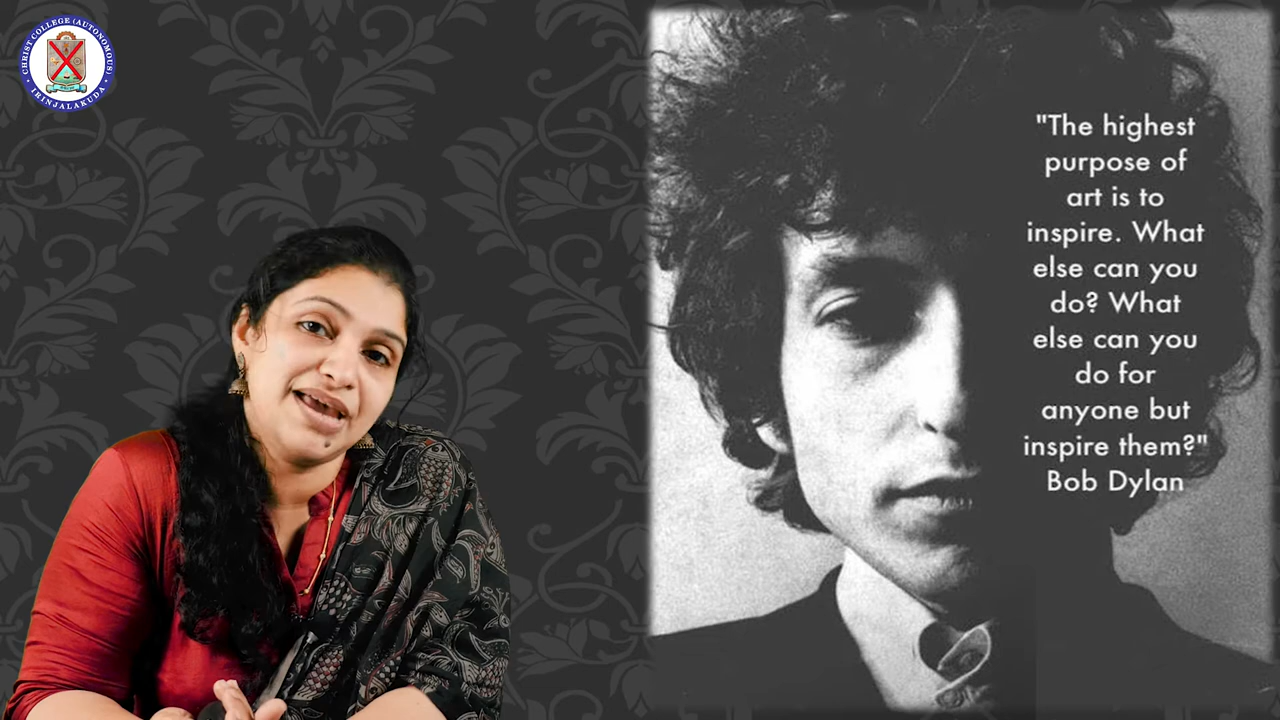 CHRIST COLLEGE (AUTONOMOUS)
IRINJALAKUDA
"The highest
purpose of
art is to
inspire. What
else can you
do? What
else can you
do for
anyone but
inspire them?"
Bob Dylan